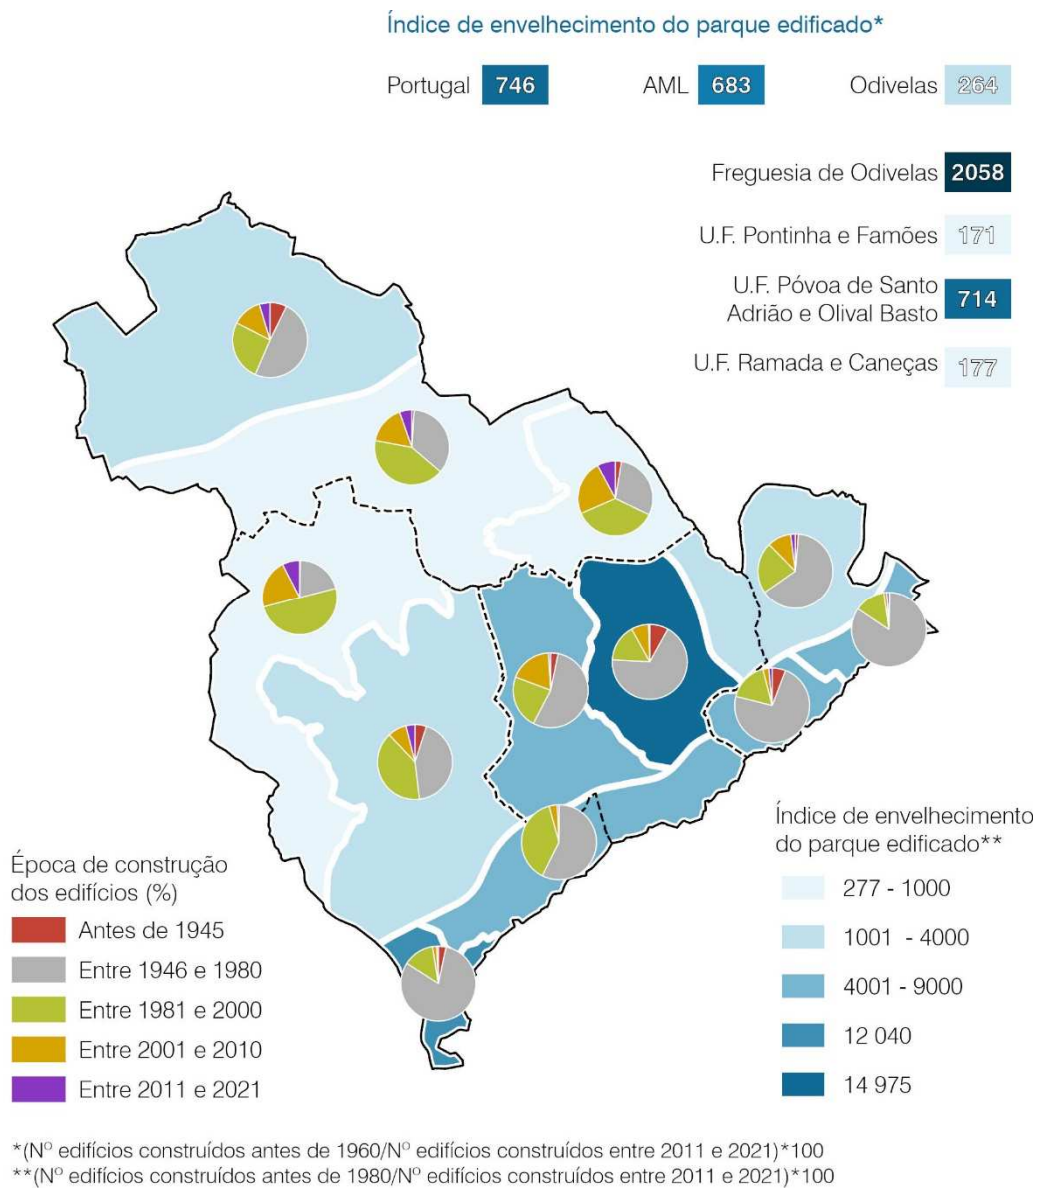 Índice de envelhecimento do parque edificado*
Portugal 746 AML 683 Odivelas 264
Freguesia de Odivelas 2058
U.F. Pontinha e Famões 171
U.F. Póvoa de Santo
Adrião e Olival Basto 714
U.F. Ramada e Caneças 177
Índice de envelhecimento
do parque edificado**
277 - 1000
1001 - 4000
4001 - 9000
12 040
14 975
Época de construção
dos edifícios (%)
Antes de 1945
Entre 1946 e 1980
Entre 1981 e 2000
Entre 2001 e 2010
Entre 2011 e 2021
*(Nº edifícios construídos antes de 1960/Nº edifícios construídos entre 2011 e 2021)*100
**(Nº edifícios construídos antes de 1980/Nº edifícios construídos entre 2011 e 2021)*100